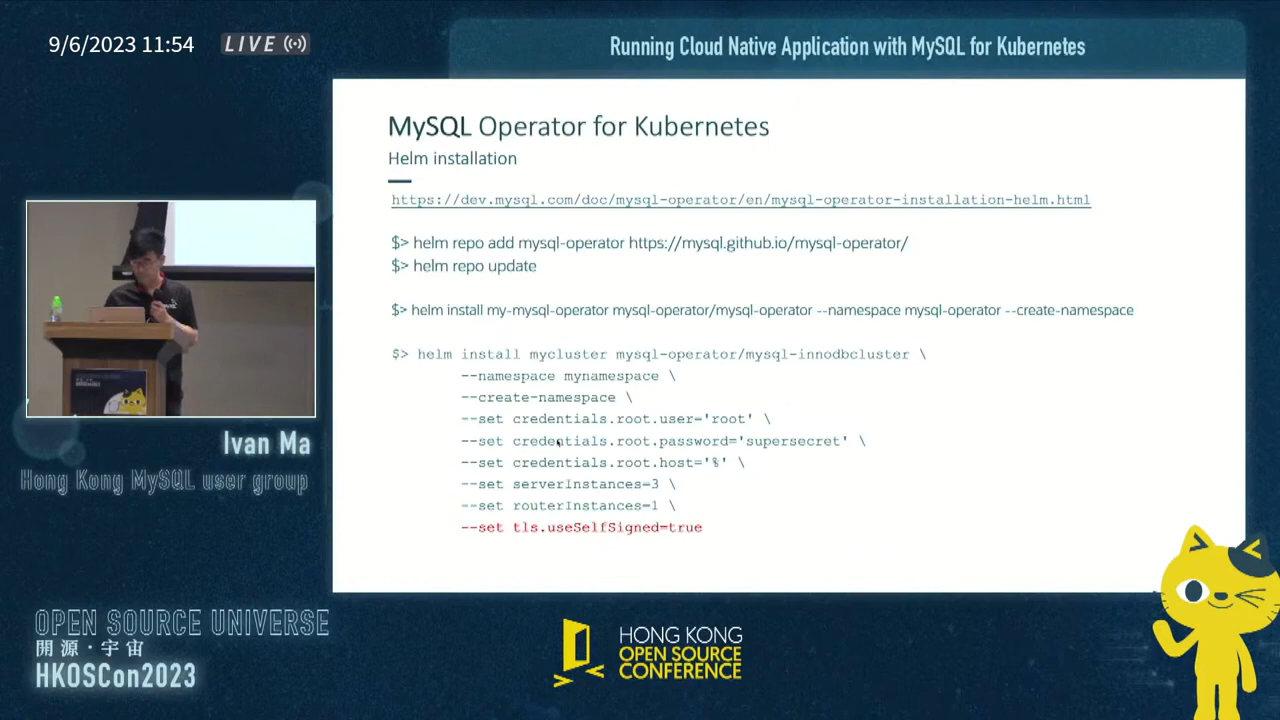 9/6/2023 11:54
LIVE
Running Cloud Native Application with MySQL for Kubernetes
MySQL Operator for Kubernetes
Helm installation
https://dev.mysql.com/doc/mysql-operator/en/mysql-operator-installation-helm.html
$> helm repo add mysql-operator https://mysql.github.io/mysql-operator/
$> helm repo update
$> helm install my-mysql-operator mysql-operator/mysql-operator --namespace mysql-operator --create-namespace
$> helm install mycluster mysql-operator/mysql-innodbcluster \
--namespace mynamespace \
--create-namespace \
--set credentials.root.user='root' \
--set credentials.root.password='supersecret' \
--set credentials.root.host='%' \
--set serverInstances=3 \
--set routerInstances=1 \
--set tls.useSelfSigned=true
Ivan Ma
Hong Kong MySQL user group
OPEN SOURCE UNIVERSE
開源·宇宙
HKOSCon2023
HONG KONG
OPEN SOURCE
CONFERENCE